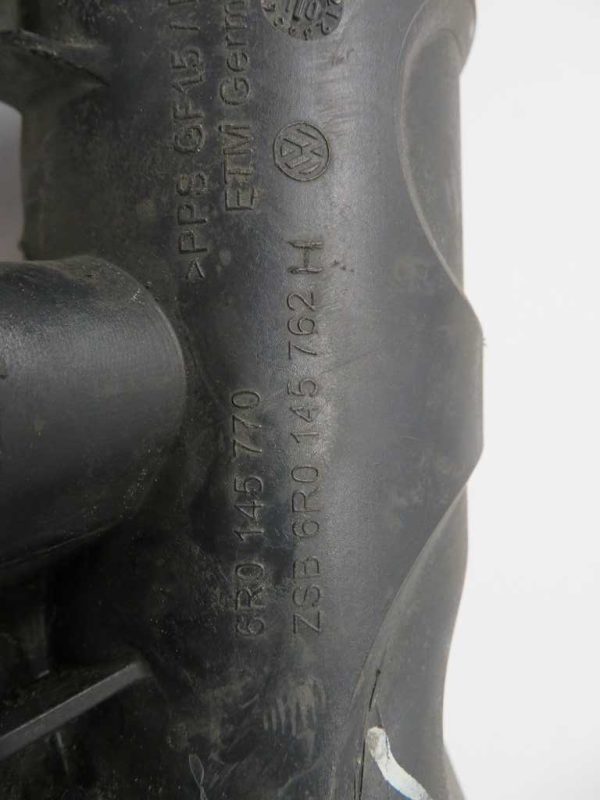 >PPS GF15
ETM Germ
6R0 145 770
ZSB 6R0 145 762 H